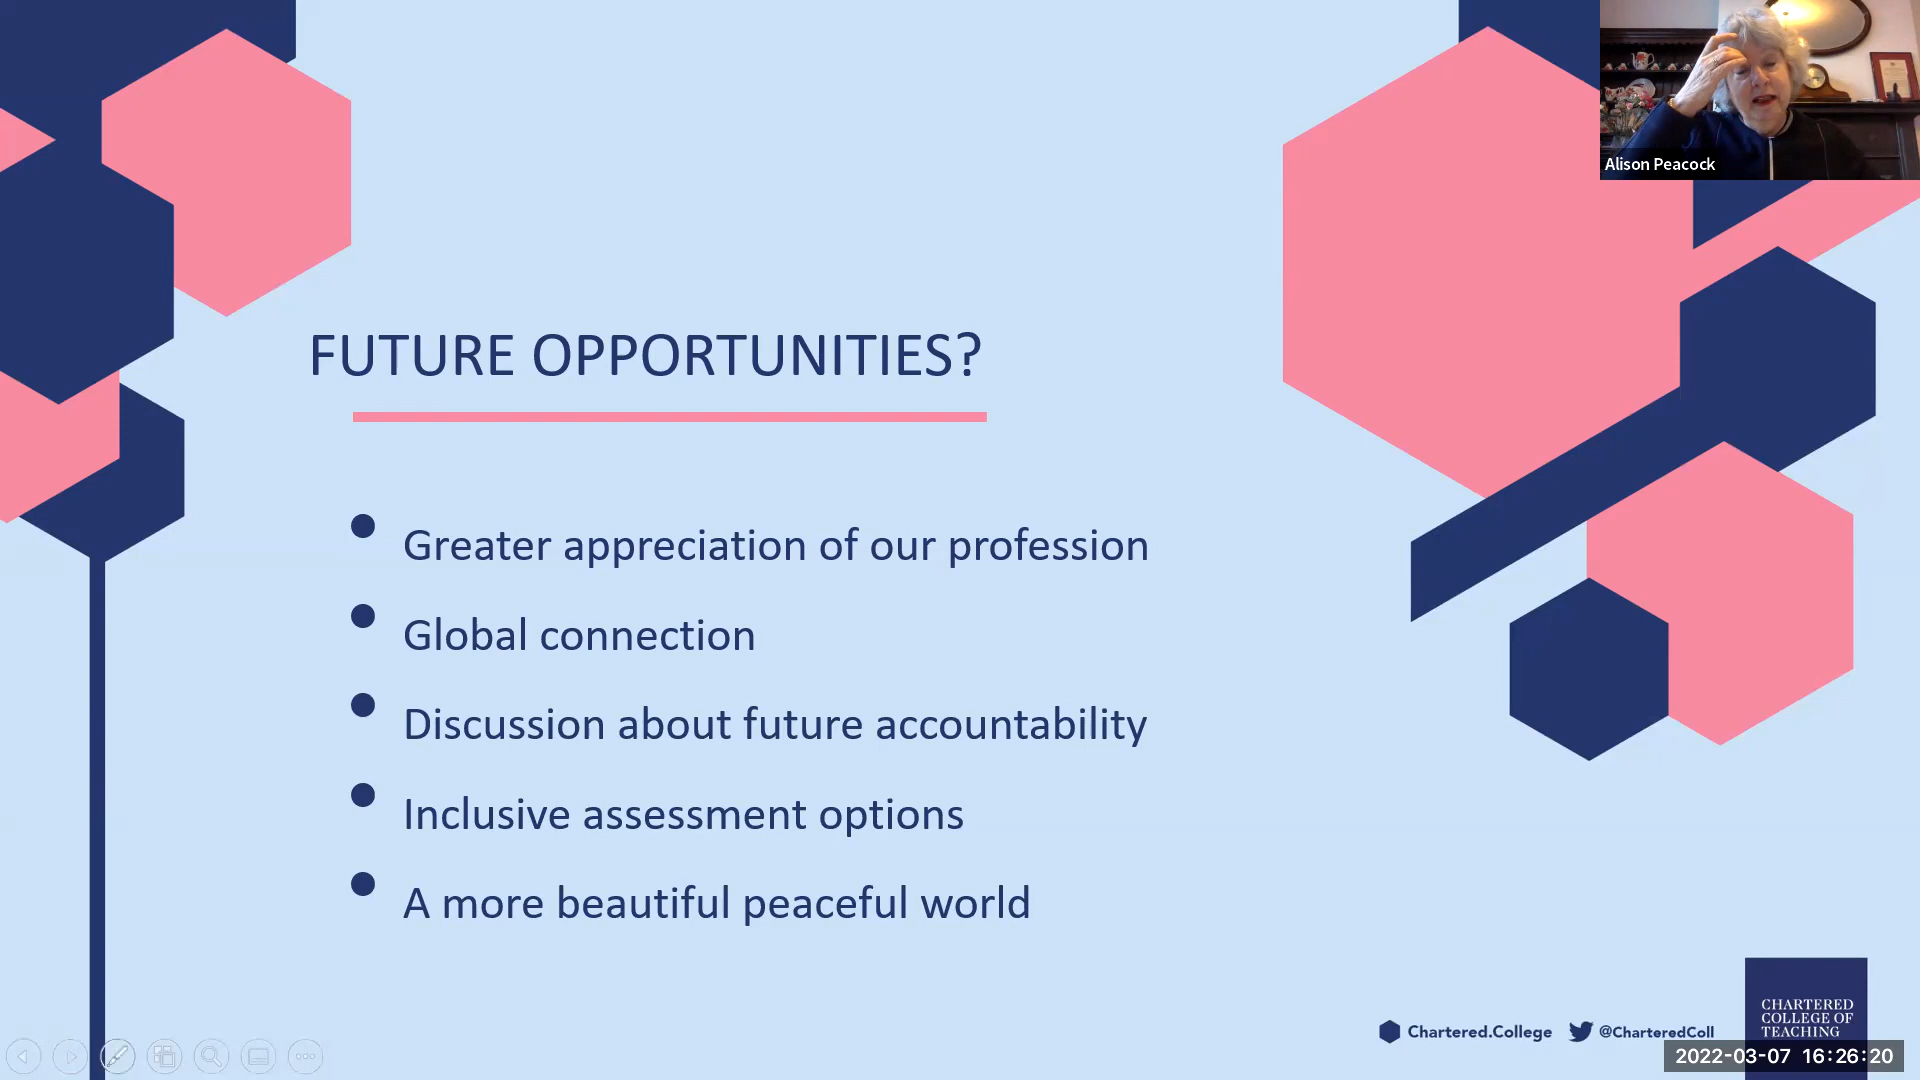 Alison Peacock
FUTURE OPPORTUNITIES?
• Greater appreciation of our profession
• Global connection
• Discussion about future accountability
• Inclusive assessment options
• A more beautiful peaceful world
Chartered.College @CharteredColl
CHARTERED
COLLEGE OF
TEACHING
2022-03-07 16:26:20